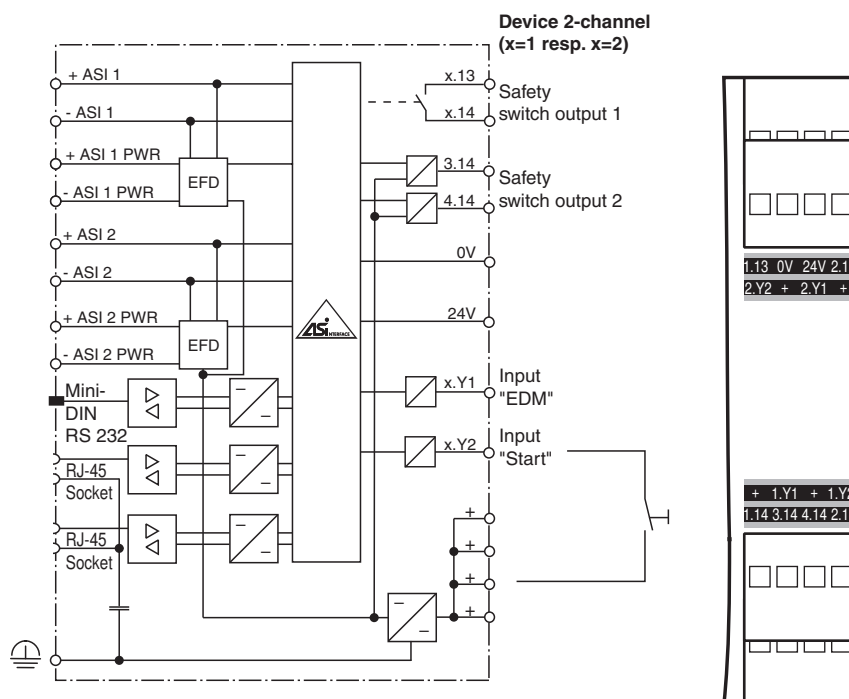 Device 2-channel
(x=1 resp. x=2)
+ ASI 1
- ASI 1
+ ASI 1 PWR
- ASI 1 PWR
EFD
+ ASI 2
- ASI 2
+ ASI 2 PWR
- ASI 2 PWR
EFD
Mini-
DIN
RS 232
RJ-45
Socket
RJ-45
Socket
ASi
INTERFACE
x.13
x.14
Safety
switch output 1
3.14
4.14
Safety
switch output 2
0V
24V
x.Y1
Input
"EDM"
x.Y2
Input
"Start"
+
+
+
+
1.13 0V 24V 2.1
2.Y2 + 2.Y1 +
+ 1.Y1 + 1.Y2
1.14 3.14 4.14 2.1